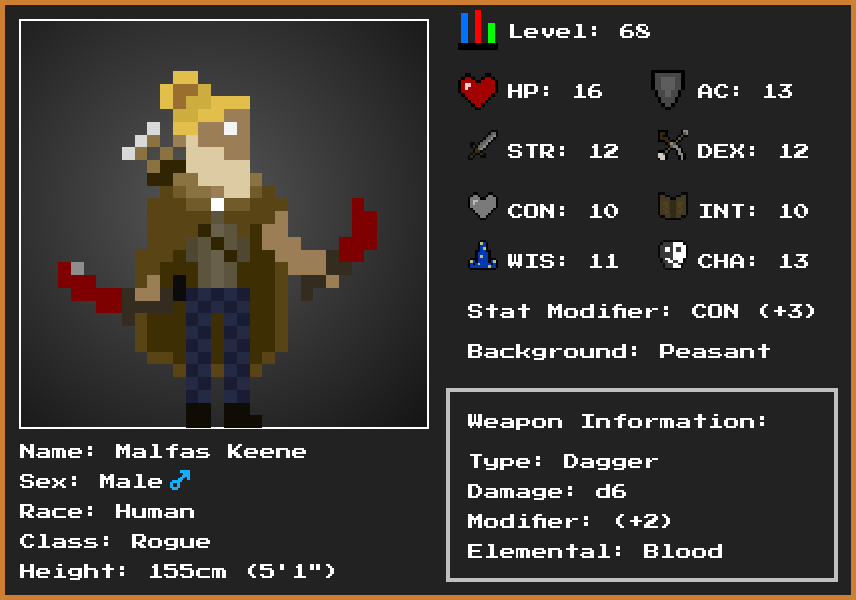 Level: 68
HP: 16
AC: 13
STR: 12
DEX: 12
CON: 10
INT: 10
WIS: 11
CHA: 13
Stat Modifier: CON (+3)
Background: Peasant
Weapon Information:
Type: Dagger
Damage: d6
Modifier: (+2)
Elemental: Blood
Name: Malfas Keene
Sex: Male♂
Race: Human
Class: Rogue
Height: 155cm (5'1")